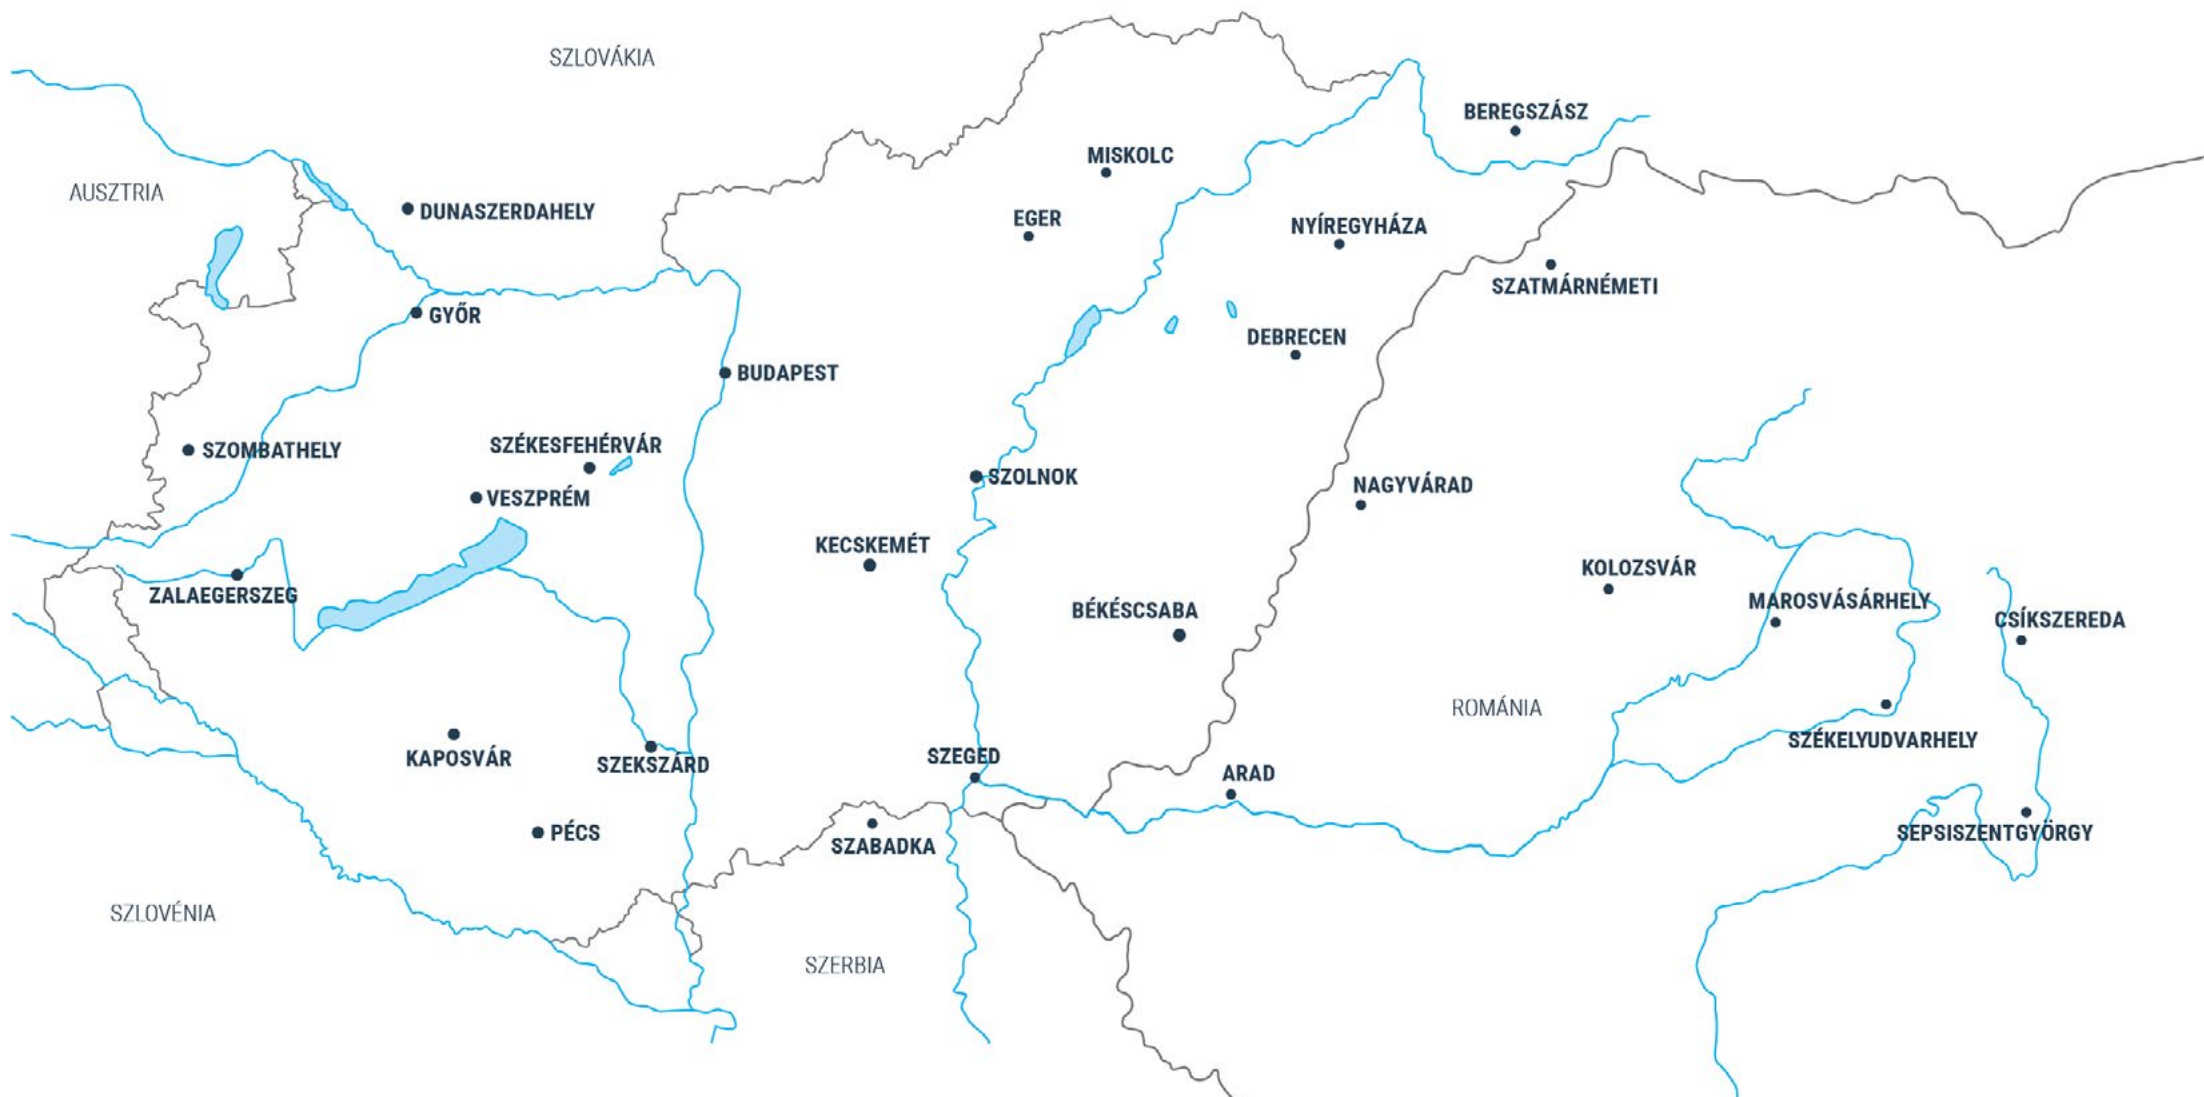 SZLOVÁKIA
BEREGSZÁSZ
MISKOLC
AUSZTRIA
DUNASZERDAHELY
EGER
NYÍREGYHÁZA
SZATMÁRNÉMETI
GYŐR
DEBRECEN
BUDAPEST
SZOMBATHELY
SZÉKESFEHÉRVÁR
SZOLNOK
NAGYVÁRAD
VESZPRÉM
KECSKEMÉT
KOLOZSVÁR
ZALAEGERSZEG
MAROSVÁSÁRHELY
BÉKÉSCSABA
CSÍKSZEREDA
ROMÁNIA
SZÉKELYUDVARHELY
KAPOSVÁR
SZEKSZÁRD
SZEGED
ARAD
PÉCS
SZABADKA
SEPSISZENTGYÖRGY
SZLOVÉNIA
SZERBIA